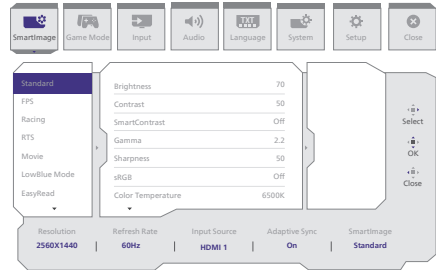 SmartImage Game Mode Input Audio TXT Language System Setup Close
Standard
FPS
Racing
RTS
Movie
LowBlue Mode
EasyRead
Brightness 70
Contrast 50
SmartContrast Off
Gamma 2.2
Sharpness 50
sRGB Off
Color Temperature 6500K
Select
OK
Close
Resolution Refresh Rate Input Source Adaptive Sync SmartImage
2560X1440 60Hz HDMI 1 On Standard